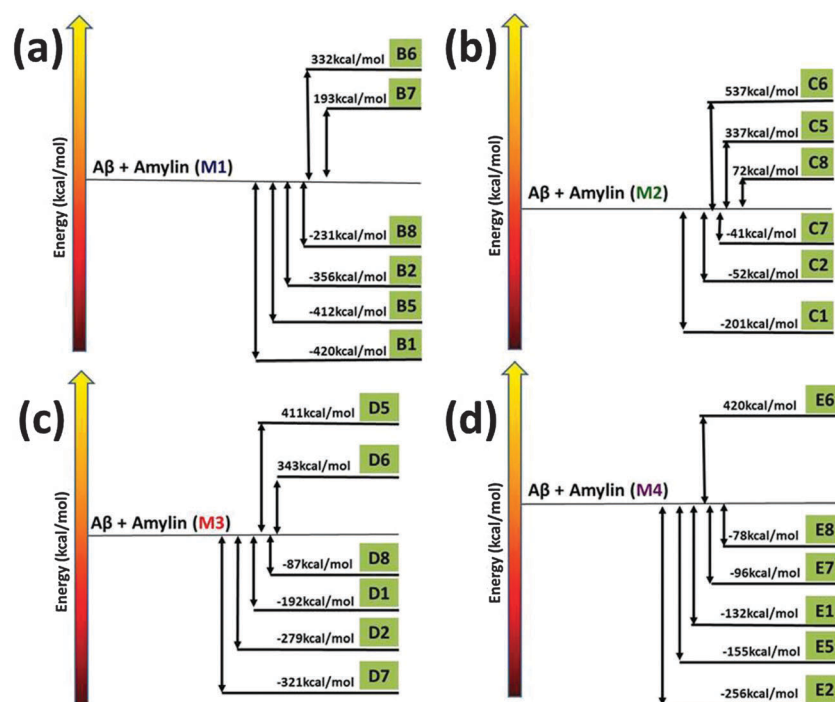 (a)
Energy (kcal/mol)
332kcal/mol B6
193kcal/mol B7
Aβ + Amylin (M1)
-231kcal/mol B8
-356kcal/mol B2
-412kcal/mol B5
-420kcal/mol B1
(b)
Energy (kcal/mol)
537kcal/mol C6
337kcal/mol C5
72kcal/mol C8
Aβ + Amylin (M2)
-41kcal/mol C7
-52kcal/mol C2
-201kcal/mol C1
(c)
Energy (kcal/mol)
411kcal/mol D5
343kcal/mol D6
Aβ + Amylin (M3)
-87kcal/mol D8
-192kcal/mol D1
-279kcal/mol D2
-321kcal/mol D7
(d)
Energy (kcal/mol)
420kcal/mol E6
Aβ + Amylin (M4)
-78kcal/mol E8
-96kcal/mol E7
-132kcal/mol E1
-155kcal/mol E5
-256kcal/mol E2